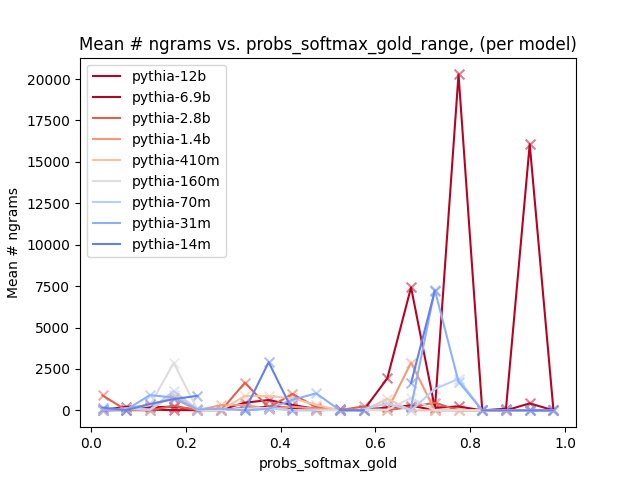 Mean # ngrams vs. probs_softmax_gold_range, (per model)
Mean # ngrams
20000
17500
15000
12500
10000
7500
5000
2500
0
pythia-12b
pythia-6.9b
pythia-2.8b
pythia-1.4b
pythia-410m
pythia-160m
pythia-70m
pythia-31m
pythia-14m
0.0 0.2 0.4 0.6 0.8 1.0
probs_softmax_gold